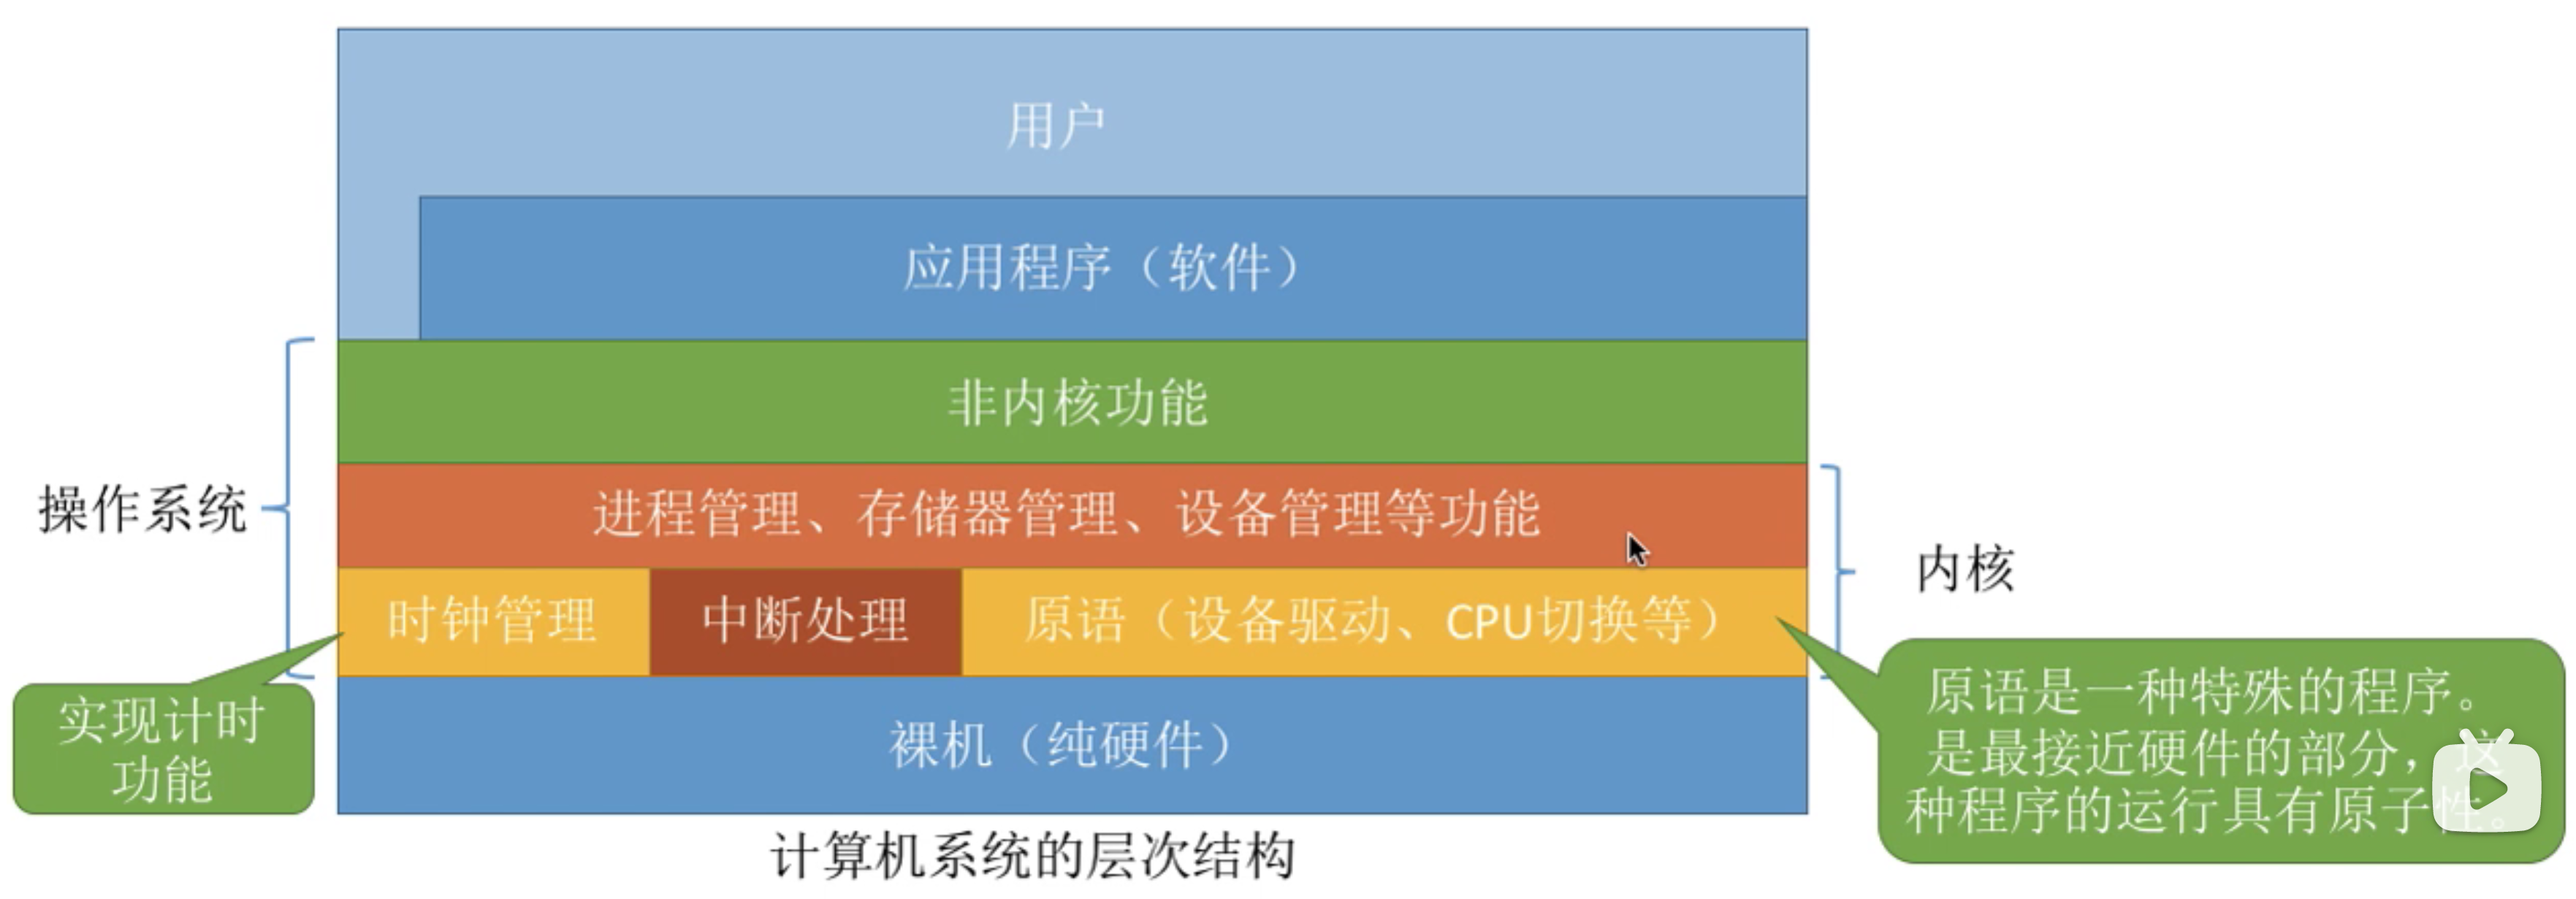 用户
应用程序（软件）
非内核功能
操作系统
进程管理、存储器管理、设备管理等功能
内核
时钟管理
中断处理
原语（设备驱动、CPU切换等）
实现计时
功能
裸机（纯硬件）
原语是一种特殊的程序。
是最接近硬件的部分，这
种程序的运行具有原子性。
计算机系统的层次结构